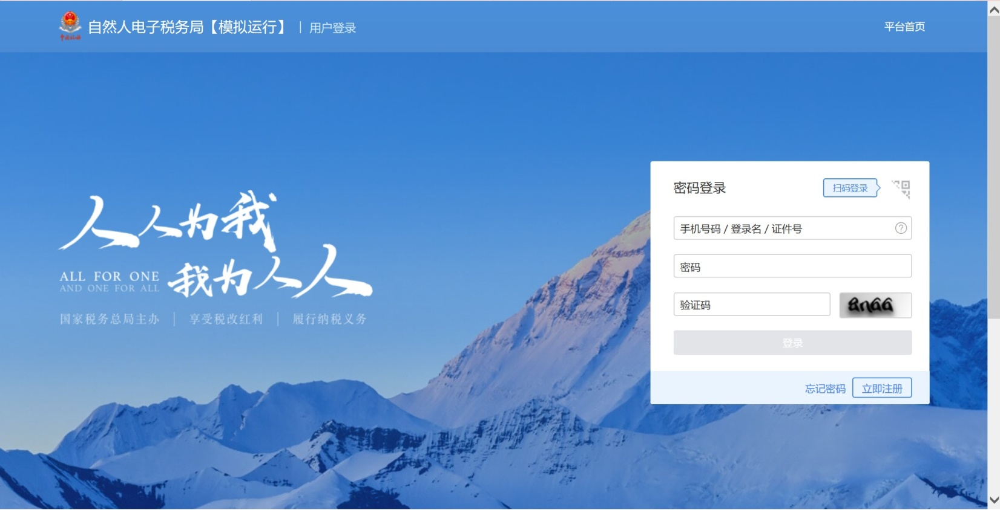 自然人电子税务局【模拟运行】 | 用户登录
平台首页
人人为我
我为人人
ALL FOR ONE
AND ONE FOR ALL
国家税务总局主办 | 享受税改红利 | 履行纳税义务
密码登录
扫码登录
手机号码 / 登录名 / 证件号
?
密码
验证码
8n66
登录
忘记密码
立即注册